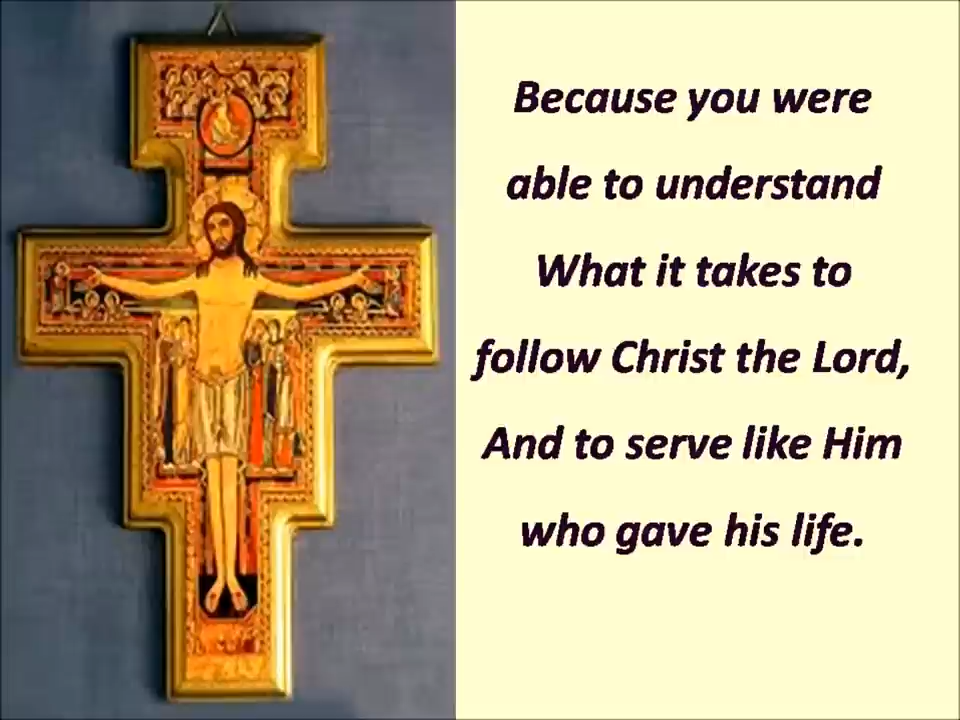 Because you were
able to understand
What it takes to
follow Christ the Lord,
And to serve like Him
who gave his life.